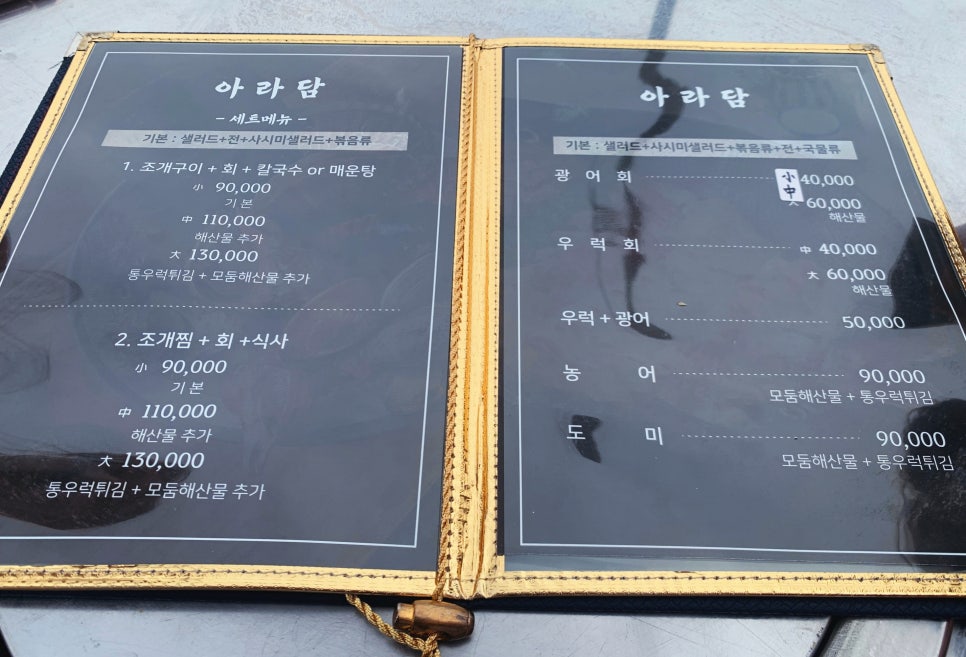 아라담
- 세트메뉴 -
기본 : 샐러드+전+사시미샐러드+볶음류
1. 조개구이 + 회 + 칼국수 or 매운탕
小 90,000
기 본
中 110,000
해산물 추가
大 130,000
통우럭튀김 + 모둠해산물 추가
2. 조개찜 + 회 +식사
小 90,000
기 본
中 110,000
해산물 추가
大 130,000
통우럭튀김 + 모둠해산물 추가
아라담
기본 : 샐러드+사시미샐러드+볶음류+전+국물류
광 어 회 小 40,000
中 60,000
해산물
우 럭 회 中 40,000
大 60,000
해산물
우럭 + 광어 50,000
농 어 90,000
모둠해산물 + 통우럭튀김
도 미 90,000
모둠해산물 + 통우럭튀김